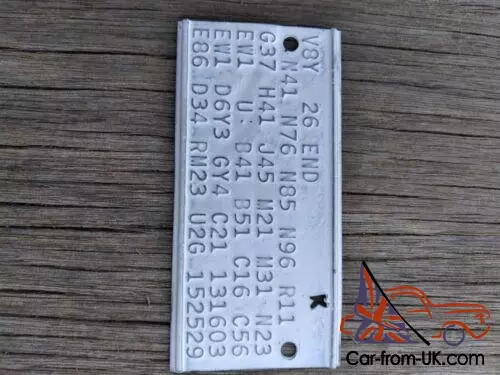 V8Y 26 END
K
N41 N76 N85 N96 R11
G37 H41 J45 M21 M31 N23
EW1 U: B41 B51 C16 C56
EW1 D6Y3 GY4 C21 131603
E86 D34 RM23 U2G 152529
Car-from-UK.com